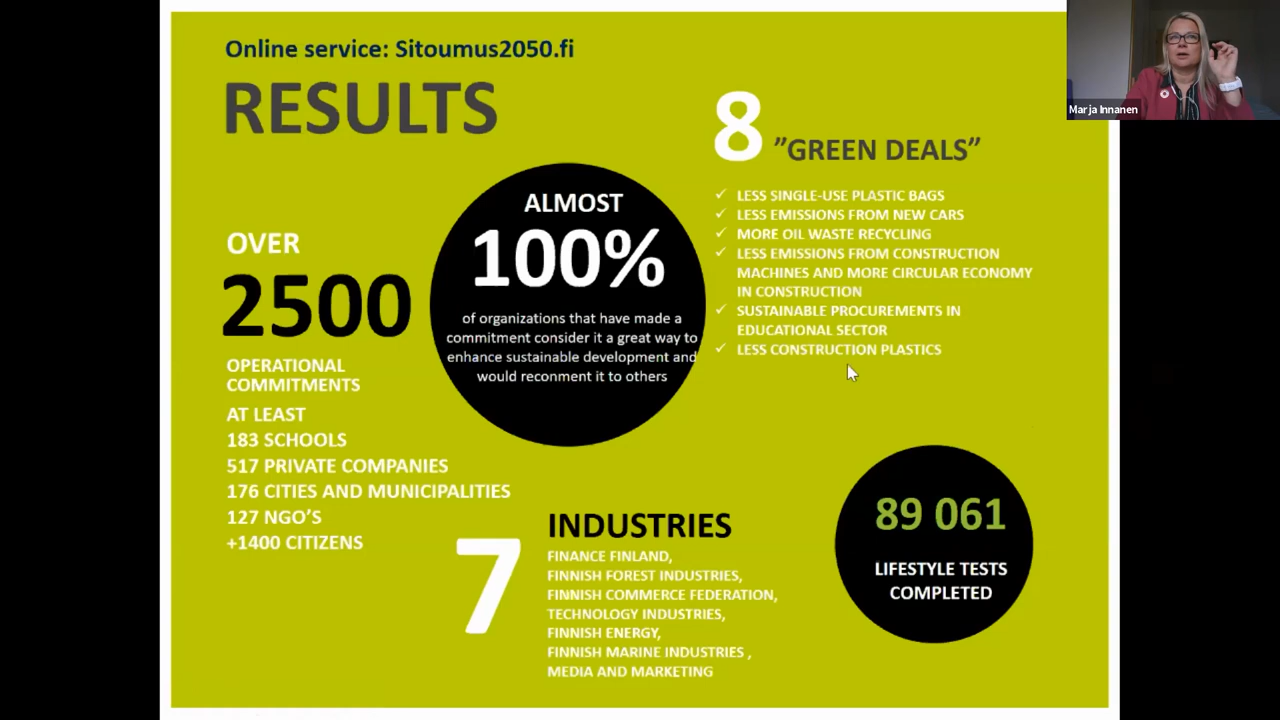 Online service: Sitoumus2050.fi
RESULTS
OVER
2500
OPERATIONAL
COMMITMENTS
AT LEAST
183 SCHOOLS
517 PRIVATE COMPANIES
176 CITIES AND MUNICIPALITIES
127 NGO'S
+1400 CITIZENS
ALMOST
100%
of organizations that have made a
commitment consider it a great way to
enhance sustainable development and
would reconment it to others
8 "GREEN DEALS"
✓ LESS SINGLE-USE PLASTIC BAGS
✓ LESS EMISSIONS FROM NEW CARS
✓ MORE OIL WASTE RECYCLING
✓ LESS EMISSIONS FROM CONSTRUCTION
MACHINES AND MORE CIRCULAR ECONOMY
IN CONSTRUCTION
✓ SUSTAINABLE PROCUREMENTS IN
EDUCATIONAL SECTOR
✓ LESS CONSTRUCTION PLASTICS
7
INDUSTRIES
FINANCE FINLAND,
FINNISH FOREST INDUSTRIES,
FINNISH COMMERCE FEDERATION,
TECHNOLOGY INDUSTRIES,
FINNISH ENERGY,
FINNISH MARINE INDUSTRIES ,
MEDIA AND MARKETING
89 061
LIFESTYLE TESTS
COMPLETED
Marja Innanen